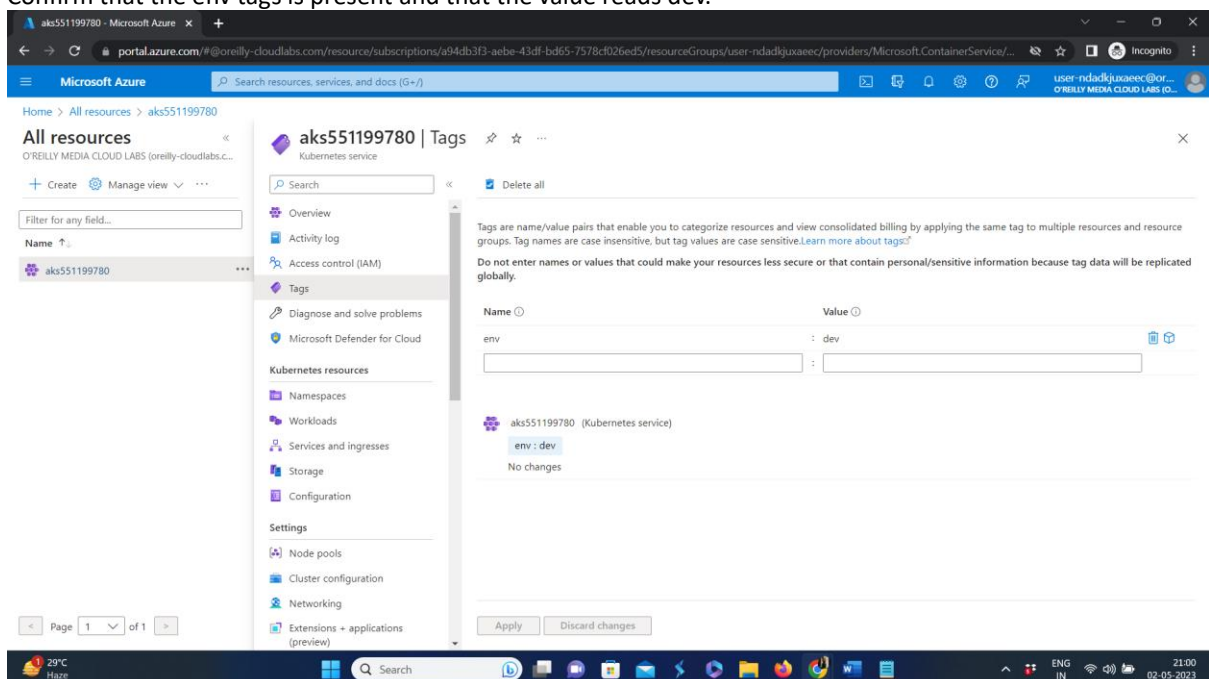 Confirm that the env tags is present and that the value reads dev.
aks551199780 - Microsoft Azure
portal.azure.com/#@oreilly-cloudlabs.com/resource/subscriptions/a94db3f3-aebe-43df-bd65-7578cf026ed5/resourceGroups/user-ndadkjuxaeec/providers/Microsoft.ContainerService/...
Incognito
Microsoft Azure
Search resources, services, and docs (G+/)
user-ndadkjuxaeec@or...
O'REILLY MEDIA CLOUD LABS (O...
Home > All resources > aks551199780
All resources
O'REILLY MEDIA CLOUD LABS (oreilly-cloudlabs.c...
+ Create
Manage view
...
Filter for any field...
Name ↑
aks551199780
...
Page 1 of 1
aks551199780 | Tags
...
Kubernetes service
Search
Overview
Activity log
Access control (IAM)
Tags
Diagnose and solve problems
Microsoft Defender for Cloud
Kubernetes resources
Namespaces
Workloads
Services and ingresses
Storage
Configuration
Settings
Node pools
Cluster configuration
Networking
Extensions + applications
(preview)
Delete all
Tags are name/value pairs that enable you to categorize resources and view consolidated billing by applying the same tag to multiple resources and resource
groups. Tag names are case insensitive, but tag values are case sensitive.Learn more about tags
Do not enter names or values that could make your resources less secure or that contain personal/sensitive information because tag data will be replicated
globally.
Name
Value
env : dev
:
aks551199780 (Kubernetes service)
env : dev
No changes
Apply
Discard changes
1
29°C
Haze
Search
ENG
IN
21:00
02-05-2023